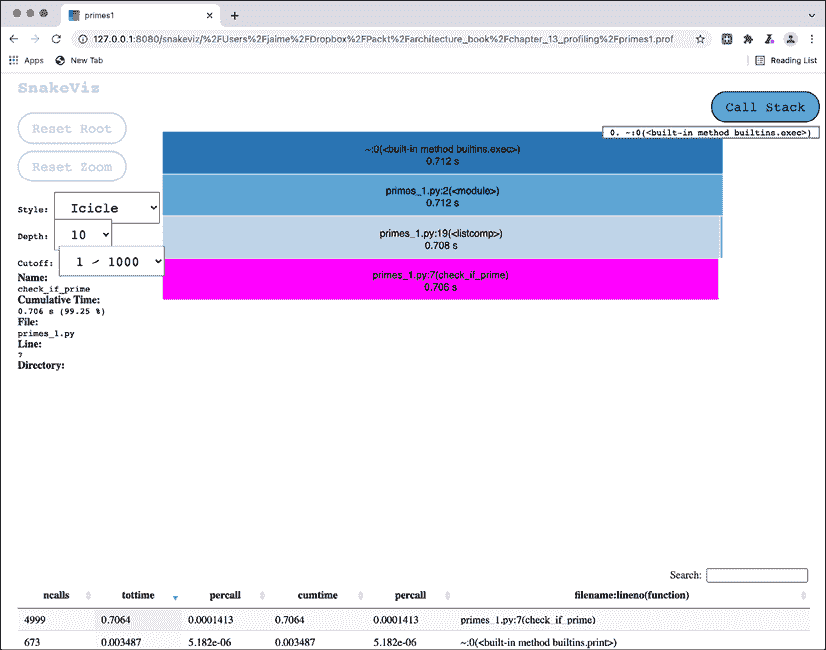 primes1
127.0.0.1:8080/snakeviz/%2FUsers%2Fjaime%2FDropbox%2FPackt%2Farchitecture_book%2Fchapter_13_profiling%2Fprimes1.prof
Apps New Tab Reading List
SnakeViz
Call Stack
0. ~:0(<built-in method builtins.exec>)
Reset Root
Reset Zoom
Style: Icicle
Depth: 10
Cutoff: 1 / 1000
Name:
check_if_prime
Cumulative Time:
0.706 s (99.25 %)
File:
primes_1.py
Line:
7
Directory:
~:0(<built-in method builtins.exec>)
0.712 s
primes_1.py:2(<module>)
0.712 s
primes_1.py:19(<listcomp>)
0.708 s
primes_1.py:7(check_if_prime)
0.706 s
Search:
ncalls tottime percall cumtime percall filename:lineno(function)
4999 0.7064 0.0001413 0.7064 0.0001413 primes_1.py:7(check_if_prime)
673 0.003487 5.182e-06 0.003487 5.182e-06 ~:0(<built-in method builtins.print>)